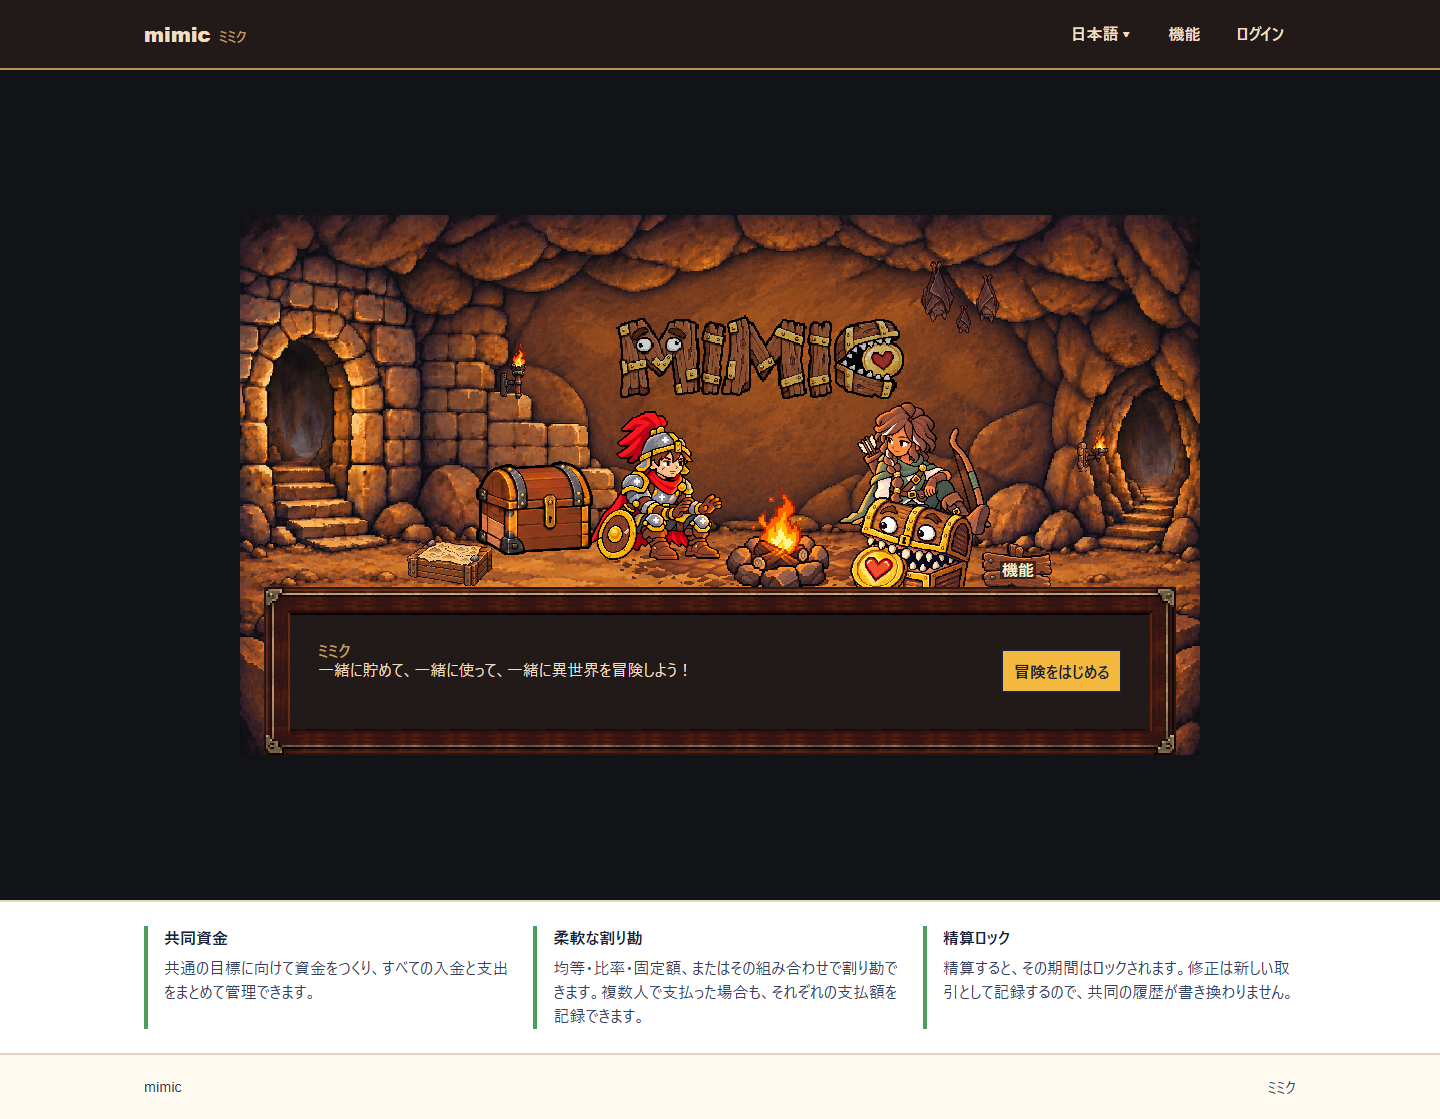 mimic ミミク
日本語 ▼ 機能 ログイン
MIMIC
機能
ミミク
一緒に貯めて、一緒に使って、一緒に異世界を冒険しよう！
冒険をはじめる
共同資金
共通の目標に向けて資金をつくり、すべての入金と支出
をまとめて管理できます。
柔軟な割り勘
均等・比率・固定額、またはその組み合わせで割り勘で
きます。複数人で支払った場合も、それぞれの支払額を
記録できます。
精算ロック
精算すると、その期間はロックされます。修正は新しい取
引として記録するので、共同の履歴が書き換わりません。
mimic
ミミク